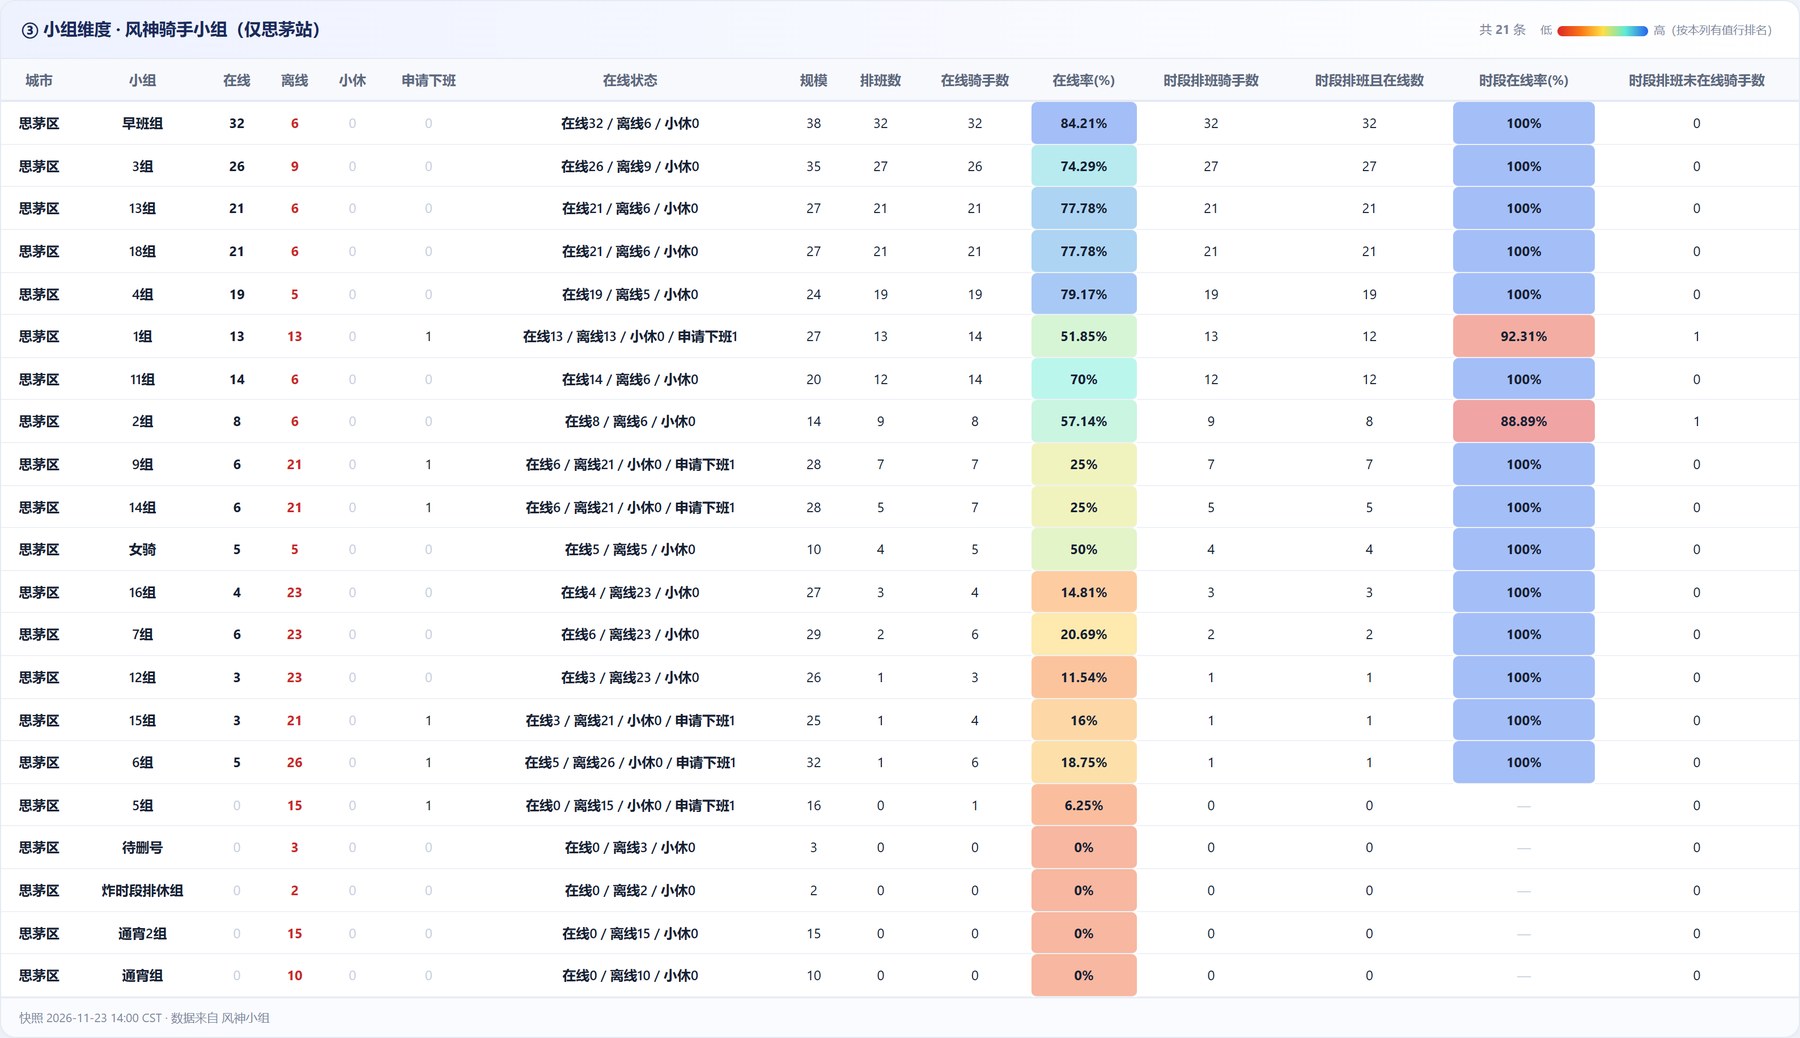 ③ 小组维度 · 风神骑手小组（仅思茅站）
共 21 条 低 高 (按本列有值行排名)
城市 小组 在线 离线 小休 申请下班 在线状态 规模 排班数 在线骑手数 在线率(%) 时段排班骑手数 时段排班且在线数 时段在线率(%) 时段排班未在线骑手数
思茅区 早班组 32 6 0 0 在线32 / 离线6 / 小休0 38 32 32 84.21% 32 32 100% 0
思茅区 3组 26 9 0 0 在线26 / 离线9 / 小休0 35 27 26 74.29% 27 27 100% 0
思茅区 13组 21 6 0 0 在线21 / 离线6 / 小休0 27 21 21 77.78% 21 21 100% 0
思茅区 18组 21 6 0 0 在线21 / 离线6 / 小休0 27 21 21 77.78% 21 21 100% 0
思茅区 4组 19 5 0 0 在线19 / 离线5 / 小休0 24 19 19 79.17% 19 19 100% 0
思茅区 1组 13 13 0 1 在线13 / 离线13 / 小休0 / 申请下班1 27 13 14 51.85% 13 12 92.31% 1
思茅区 11组 14 6 0 0 在线14 / 离线6 / 小休0 20 12 14 70% 12 12 100% 0
思茅区 2组 8 6 0 0 在线8 / 离线6 / 小休0 14 9 8 57.14% 9 8 88.89% 1
思茅区 9组 6 21 0 1 在线6 / 离线21 / 小休0 / 申请下班1 28 7 7 25% 7 7 100% 0
思茅区 14组 6 21 0 1 在线6 / 离线21 / 小休0 / 申请下班1 28 5 7 25% 5 5 100% 0
思茅区 女骑 5 5 0 0 在线5 / 离线5 / 小休0 10 4 5 50% 4 4 100% 0
思茅区 16组 4 23 0 0 在线4 / 离线23 / 小休0 27 3 4 14.81% 3 3 100% 0
思茅区 7组 6 23 0 0 在线6 / 离线23 / 小休0 29 2 6 20.69% 2 2 100% 0
思茅区 12组 3 23 0 0 在线3 / 离线23 / 小休0 26 1 3 11.54% 1 1 100% 0
思茅区 15组 3 21 0 1 在线3 / 离线21 / 小休0 / 申请下班1 25 1 4 16% 1 1 100% 0
思茅区 6组 5 26 0 1 在线5 / 离线26 / 小休0 / 申请下班1 32 1 6 18.75% 1 1 100% 0
思茅区 5组 0 15 0 1 在线0 / 离线15 / 小休0 / 申请下班1 16 0 1 6.25% 0 0 — 0
思茅区 待删号 0 3 0 0 在线0 / 离线3 / 小休0 3 0 0 0% 0 0 — 0
思茅区 炸时段排休组 0 2 0 0 在线0 / 离线2 / 小休0 2 0 0 0% 0 0 — 0
思茅区 通宵2组 0 15 0 0 在线0 / 离线15 / 小休0 15 0 0 0% 0 0 — 0
思茅区 通宵组 0 10 0 0 在线0 / 离线10 / 小休0 10 0 0 0% 0 0 — 0
快照 2026-11-23 14:00 CST · 数据来自 风神小组